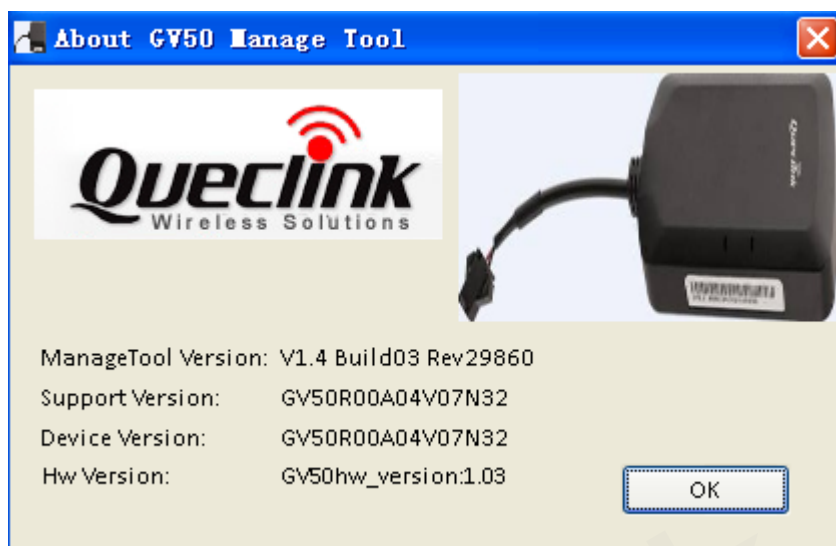 About GV50 Manage Tool
Queclink
Wireless Solutions
Queclink
ManageTool Version: V1.4 Build03 Rev29860
Support Version: GV50R00A04V07N32
Device Version: GV50R00A04V07N32
Hw Version: GV50hw_version:1.03
OK